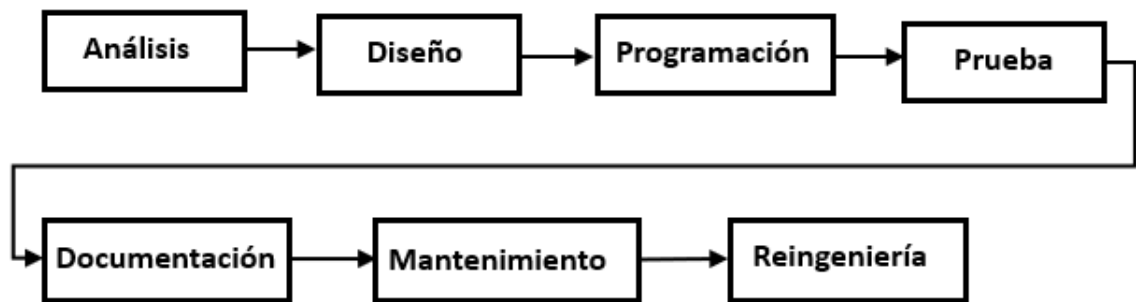 Análisis
Diseño
Programación
Prueba
Documentación
Mantenimiento
Reingeniería